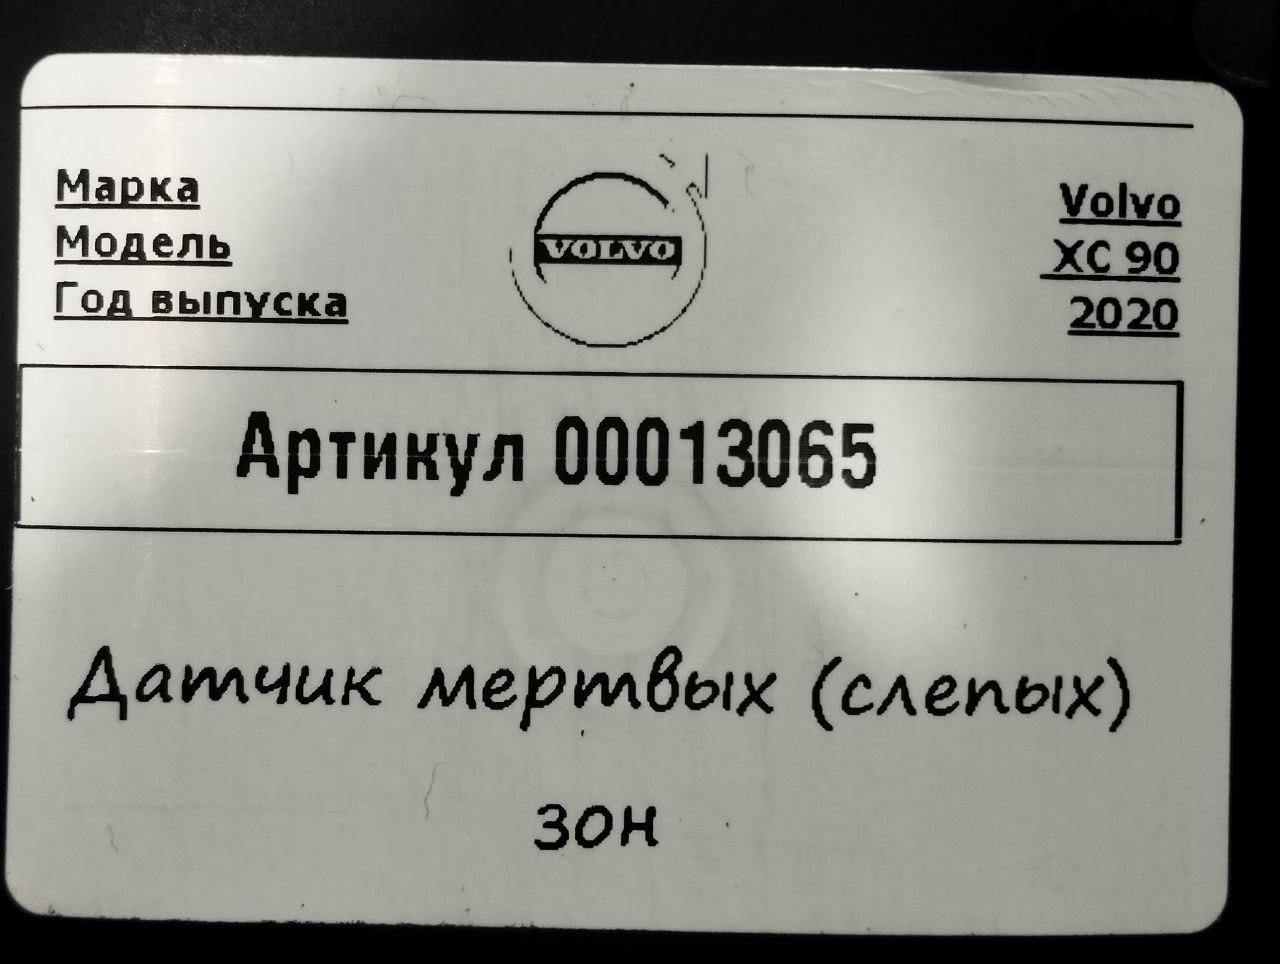 Марка
Модель
Год выпуска
VOLVO
Volvo
XC 90
2020
Артикул 00013065
Датчик мертвых (слепых)
зон